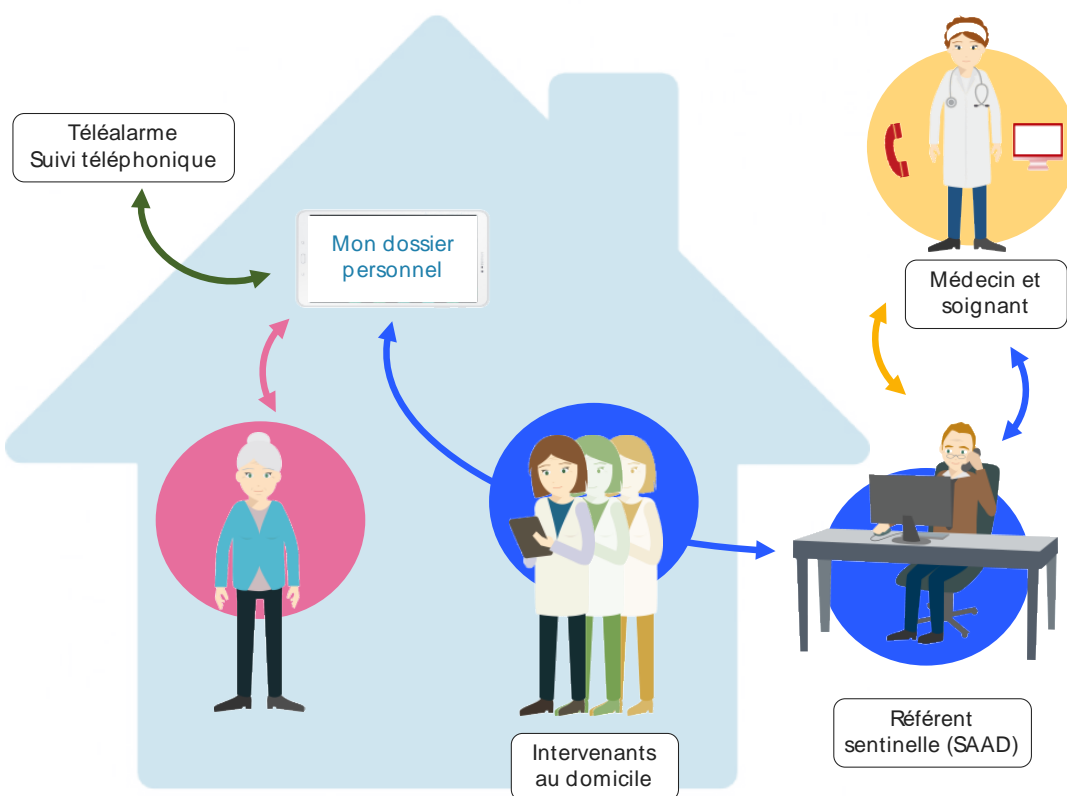 Téléalarme
Suivi téléphonique
Mon dossier
personnel
Médecin et
soignant
Intervenants
au domicile
Référent
sentinelle (SAAD)